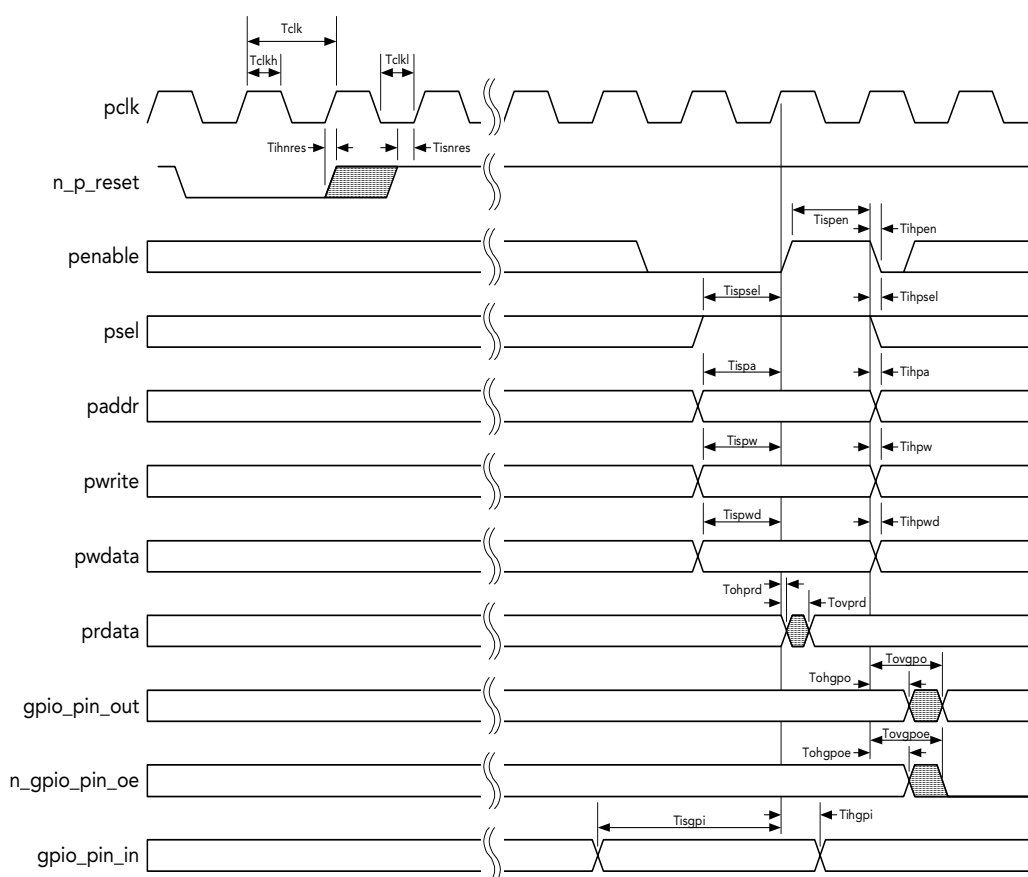 Tclk
Tclkh
Tclkl
pclk
Tihnres
Tisnres
n_p_reset
Tispen
Tihpen
penable
Tispsel
Tihpsel
psel
Tispa
Tihpa
paddr
Tispw
Tihpw
pwrite
Tispwd
Tihpwd
pwdata
Tohprd
Tovprd
prdata
Tovgpo
Tohgpo
gpio_pin_out
Tovgpoe
Tohgpoe
n_gpio_pin_oe
Tisgpi
Tihgpi
gpio_pin_in